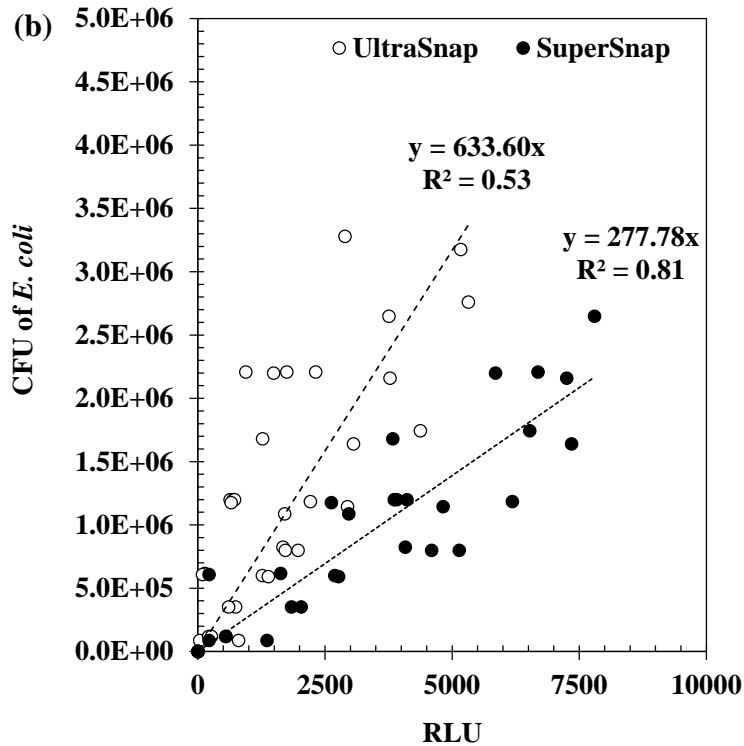 (b)
UltraSnap SuperSnap
y = 633.60x
R² = 0.53
y = 277.78x
R² = 0.81
CFU of E. coli
5.0E+06
4.5E+06
4.0E+06
3.5E+06
3.0E+06
2.5E+06
2.0E+06
1.5E+06
1.0E+06
5.0E+05
0.0E+00
0 2500 5000 7500 10000
RLU